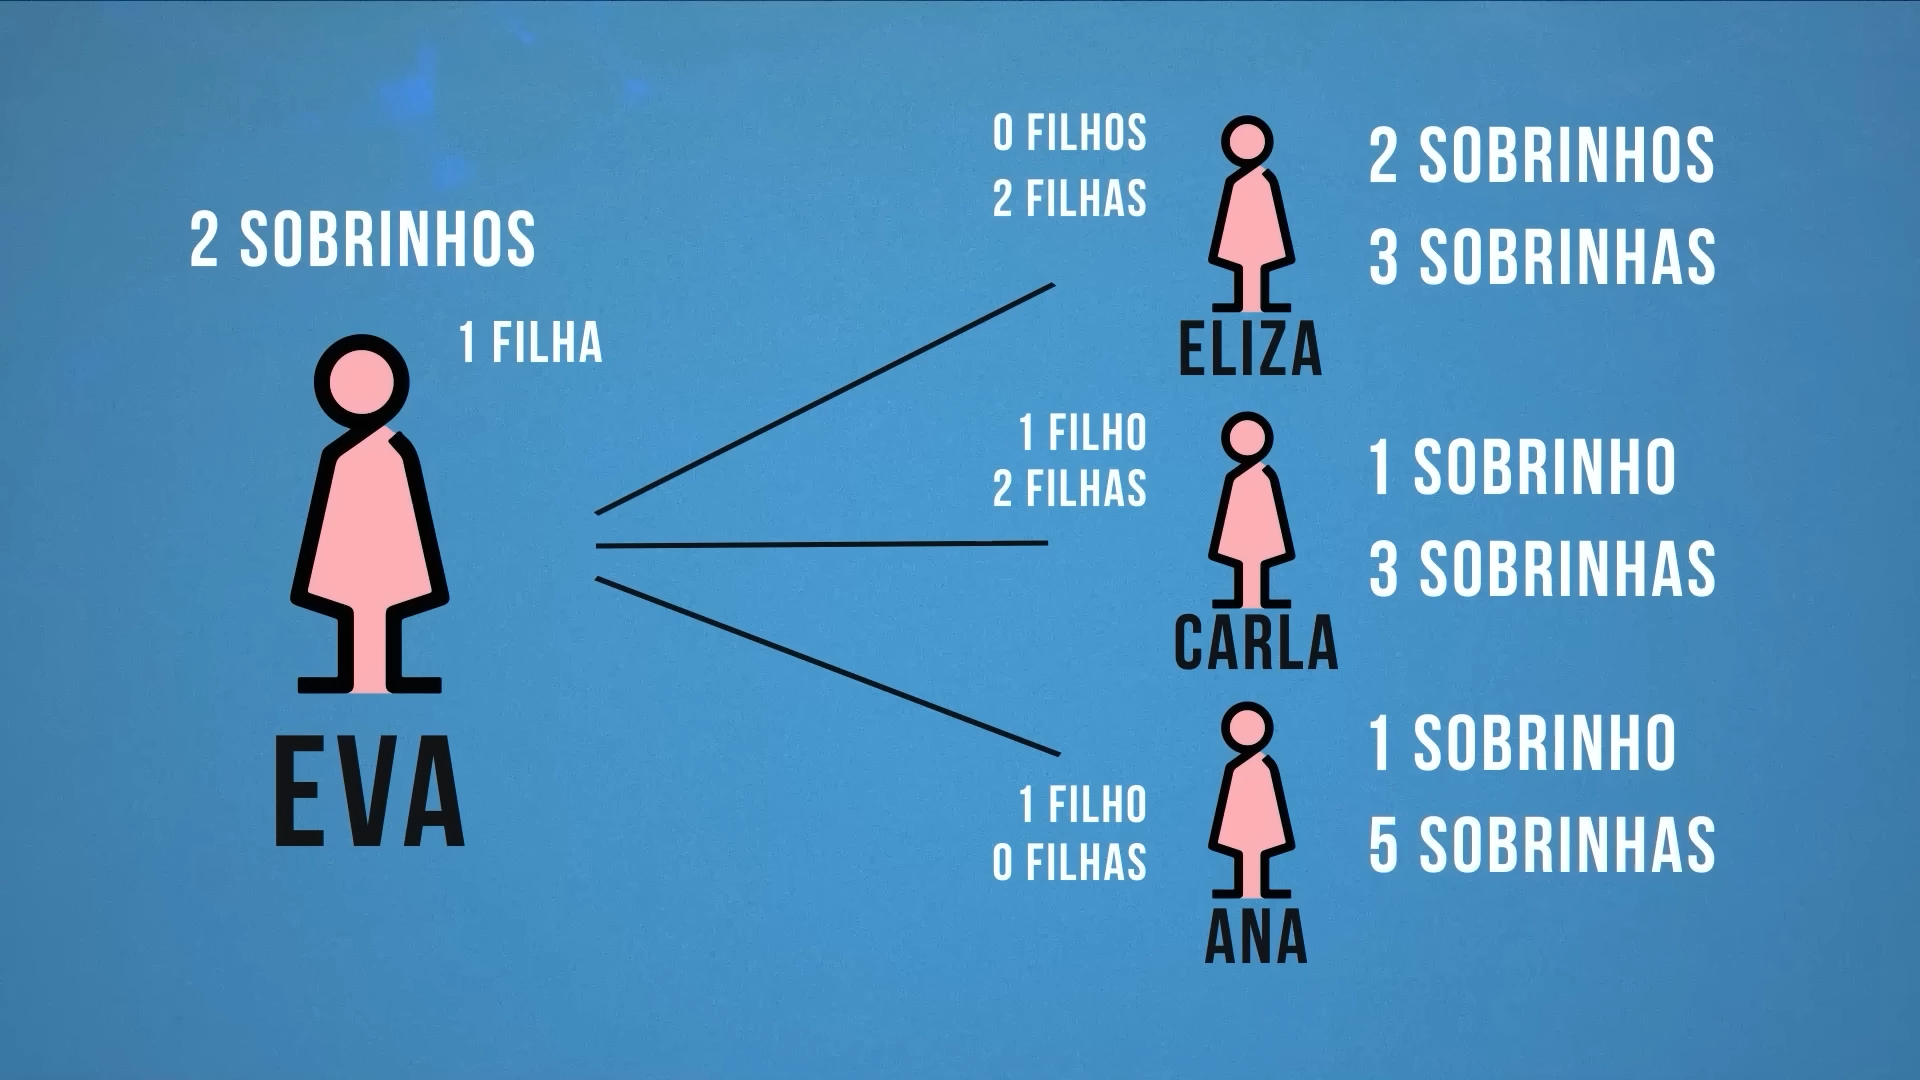 2 SOBRINHOS
1 FILHA
EVA
0 FILHOS
2 FILHAS
2 SOBRINHOS
3 SOBRINHAS
ELIZA
1 FILHO
2 FILHAS
1 SOBRINHO
3 SOBRINHAS
CARLA
1 FILHO
0 FILHAS
1 SOBRINHO
5 SOBRINHAS
ANA